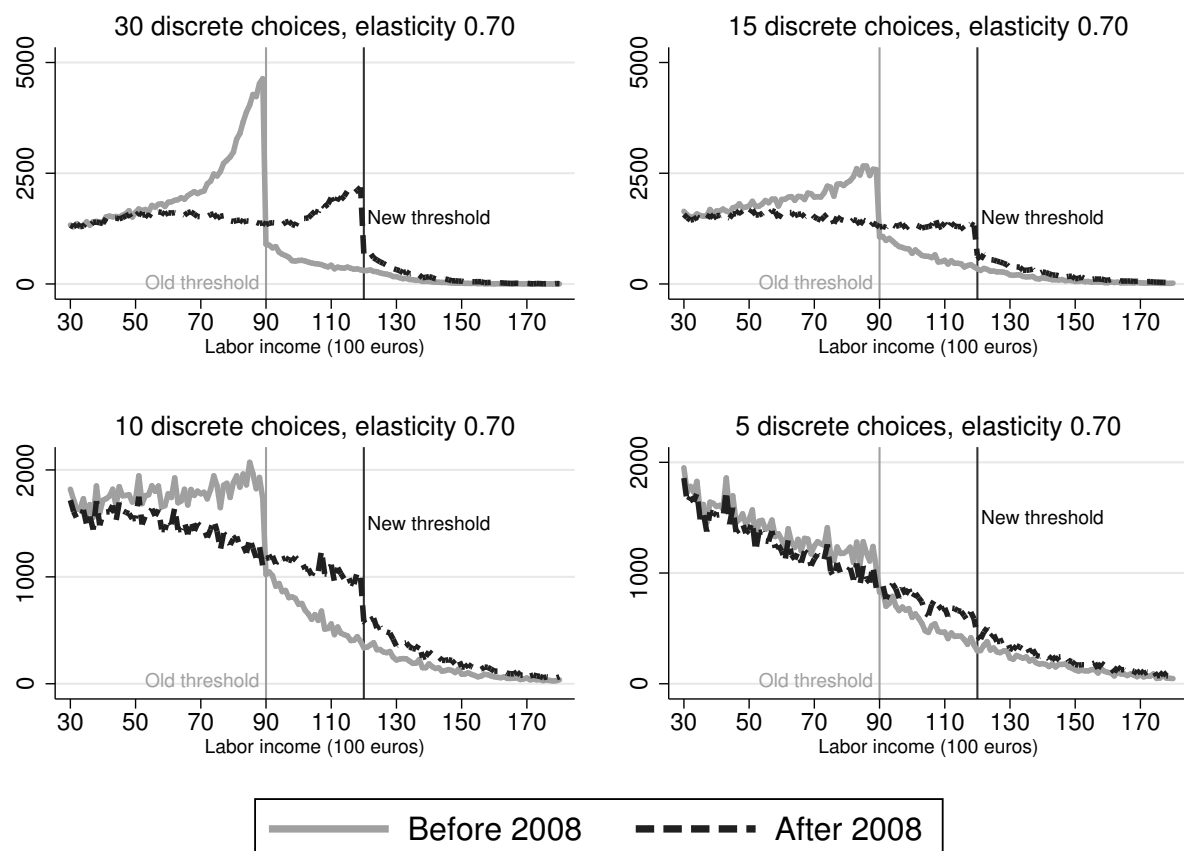 30 discrete choices, elasticity 0.70
5000
2500
0
New threshold
Old threshold
30 50 70 90 110 130 150 170
Labor income (100 euros)
15 discrete choices, elasticity 0.70
5000
2500
0
New threshold
Old threshold
30 50 70 90 110 130 150 170
Labor income (100 euros)
10 discrete choices, elasticity 0.70
2000
1000
0
New threshold
Old threshold
30 50 70 90 110 130 150 170
Labor income (100 euros)
5 discrete choices, elasticity 0.70
2000
1000
0
New threshold
Old threshold
30 50 70 90 110 130 150 170
Labor income (100 euros)
Before 2008 After 2008